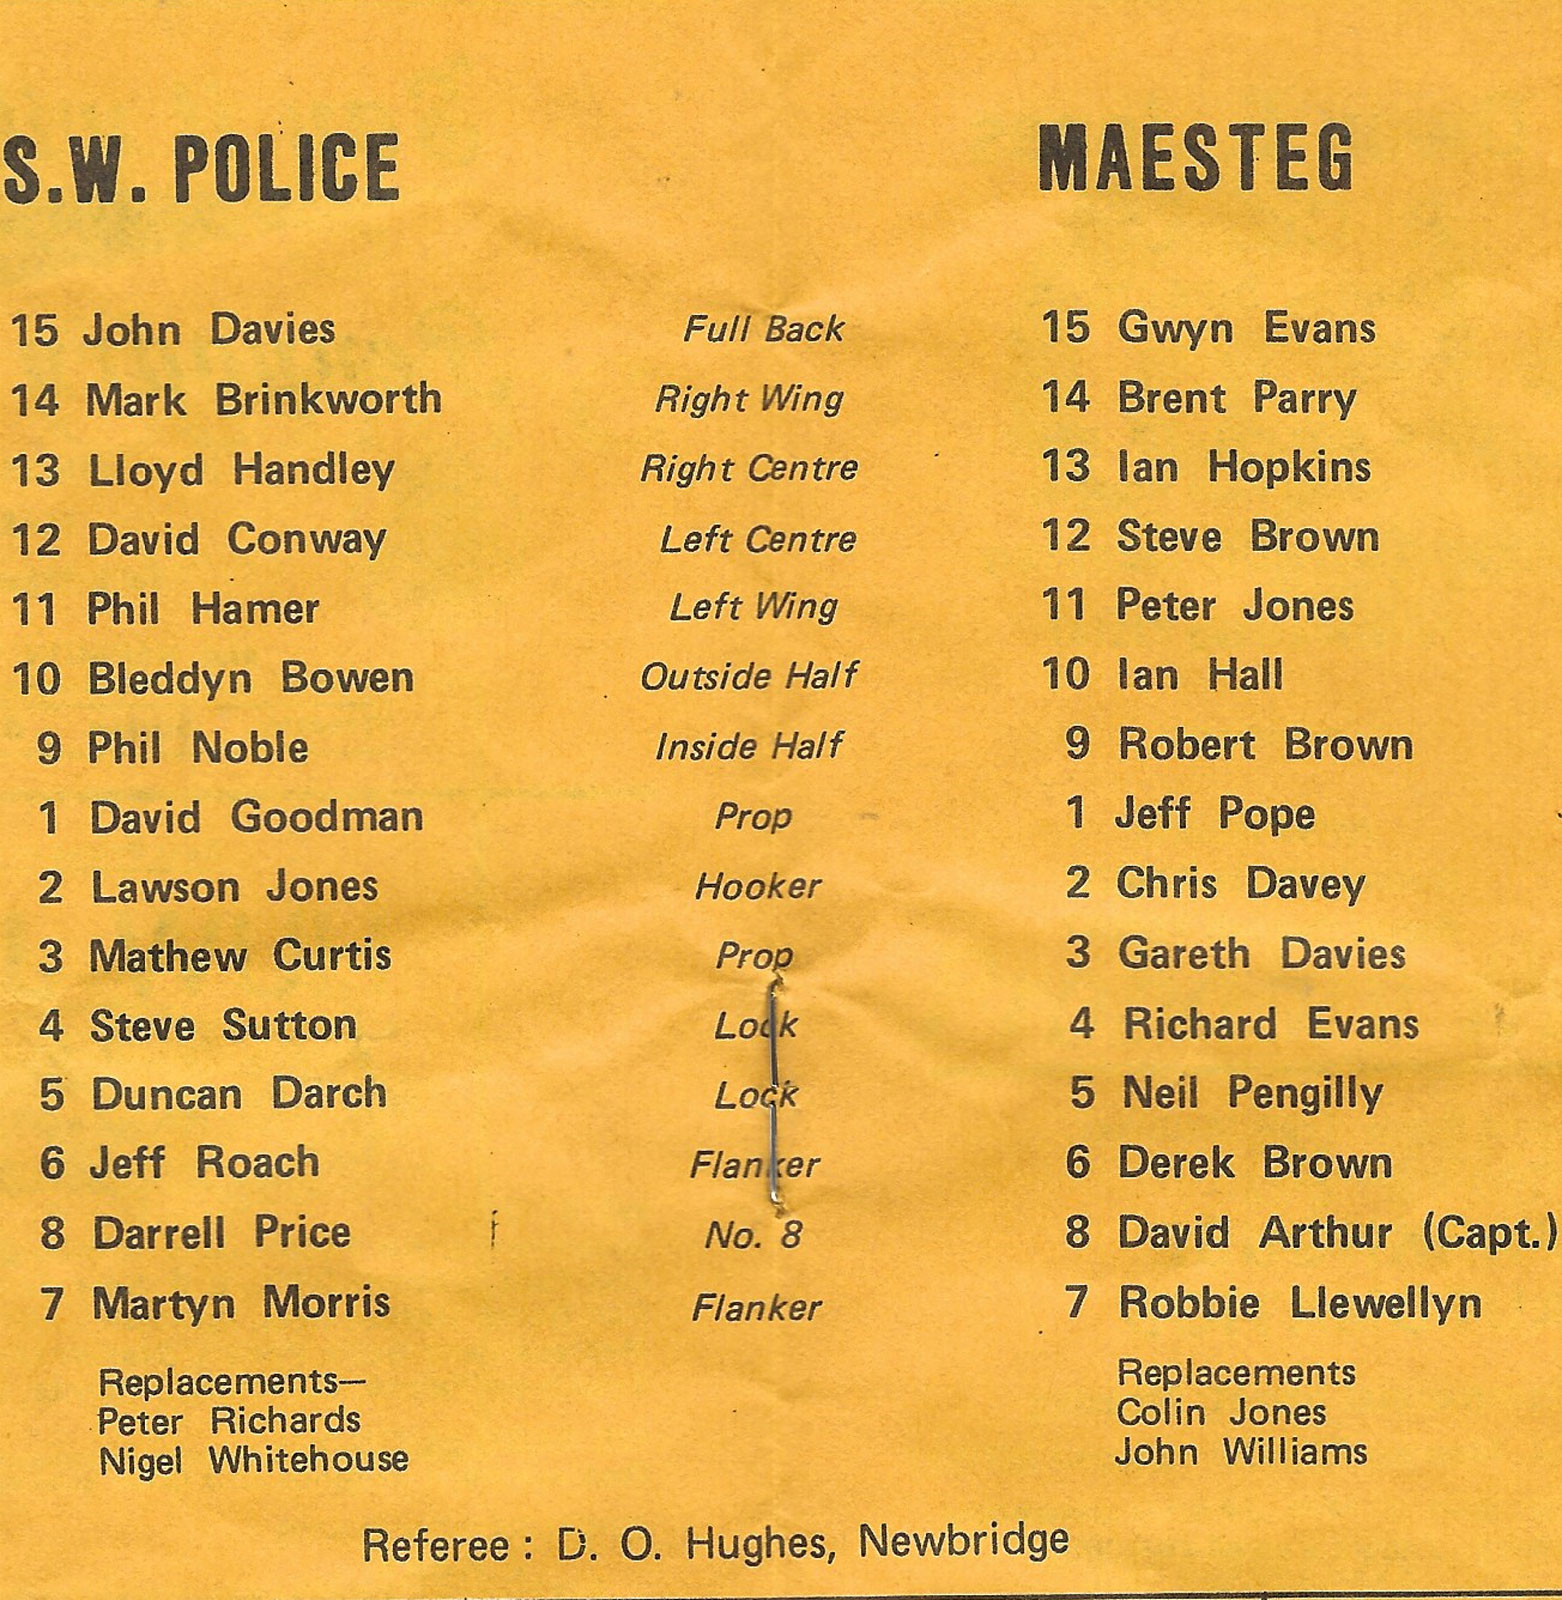 S.W. POLICE MAESTEG
15 John Davies Full Back 15 Gwyn Evans
14 Mark Brinkworth Right Wing 14 Brent Parry
13 Lloyd Handley Right Centre 13 Ian Hopkins
12 David Conway Left Centre 12 Steve Brown
11 Phil Hamer Left Wing 11 Peter Jones
10 Bleddyn Bowen Outside Half 10 Ian Hall
9 Phil Noble Inside Half 9 Robert Brown
1 David Goodman Prop 1 Jeff Pope
2 Lawson Jones Hooker 2 Chris Davey
3 Mathew Curtis Prop 3 Gareth Davies
4 Steve Sutton Lock 4 Richard Evans
5 Duncan Darch Lock 5 Neil Pengilly
6 Jeff Roach Flanker 6 Derek Brown
8 Darrell Price No. 8 8 David Arthur (Capt.)
7 Martyn Morris Flanker 7 Robbie Llewellyn
Replacements— Replacements
Peter Richards Colin Jones
Nigel Whitehouse John Williams
Referee : D. O. Hughes, Newbridge